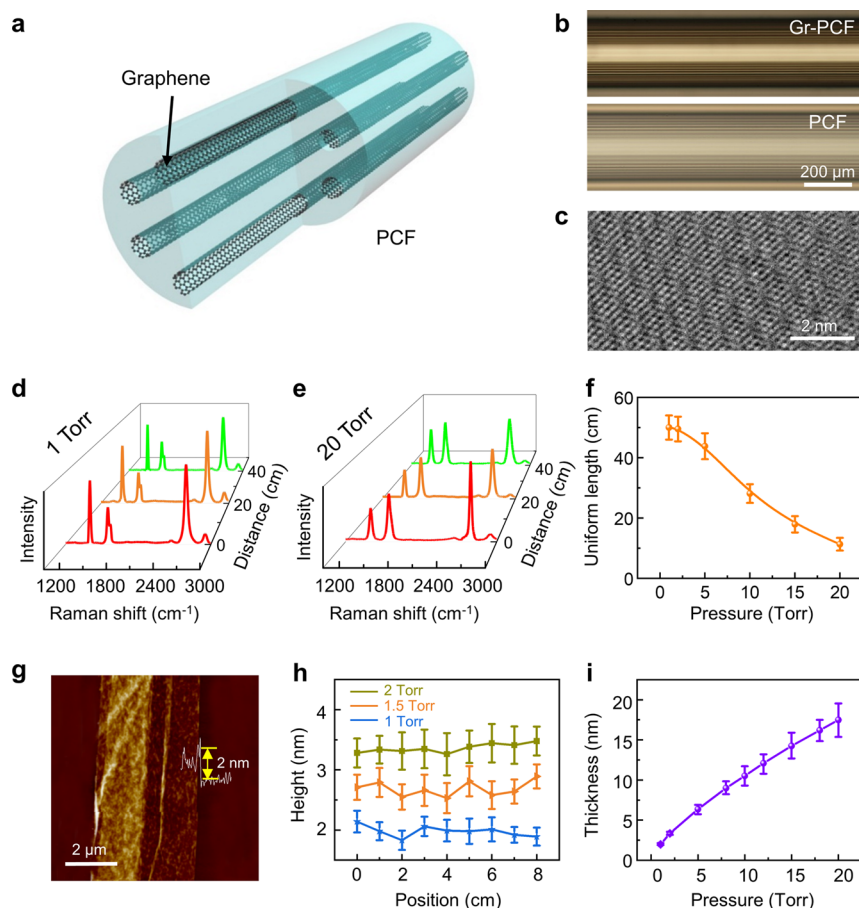 a
Graphene
PCF
b
Gr-PCF
PCF
200 µm
c
2 nm
d
1 Torr
Intensity
1200 1800 2400 3000
Raman shift (cm-1)
0
20
40
Distance (cm)
e
20 Torr
Intensity
1200 1800 2400 3000
Raman shift (cm-1)
0
20
40
Distance (cm)
f
Uniform length (cm)
60
40
20
0
0 5 10 15 20
Pressure (Torr)
g
2 nm
2 µm
h
2 Torr
1.5 Torr
1 Torr
Height (nm)
4
3
2
0 2 4 6 8
Position (cm)
i
Thickness (nm)
20
15
10
5
0
0 5 10 15 20
Pressure (Torr)